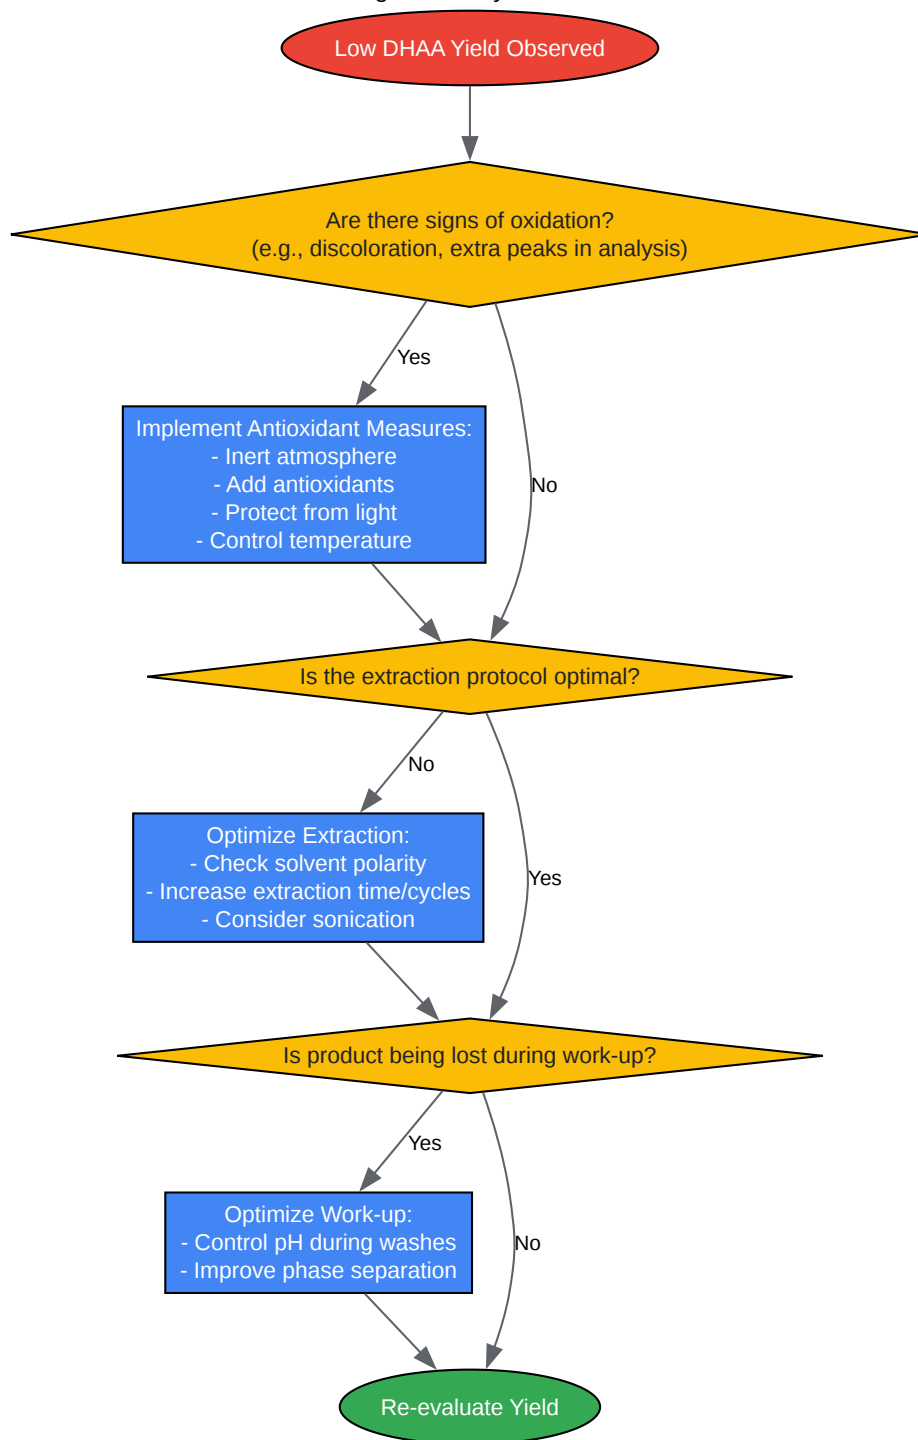 Low DHAA Yield Observed
Are there signs of oxidation?
(e.g., discoloration, extra peaks in analysis)
Yes
Implement Antioxidant Measures:
- Inert atmosphere
- Add antioxidants
- Protect from light
- Control temperature
No
Is the extraction protocol optimal?
No
Optimize Extraction:
- Check solvent polarity
- Increase extraction time/cycles
- Consider sonication
Yes
Is product being lost during work-up?
Yes
Optimize Work-up:
- Control pH during washes
- Improve phase separation
No
Re-evaluate Yield